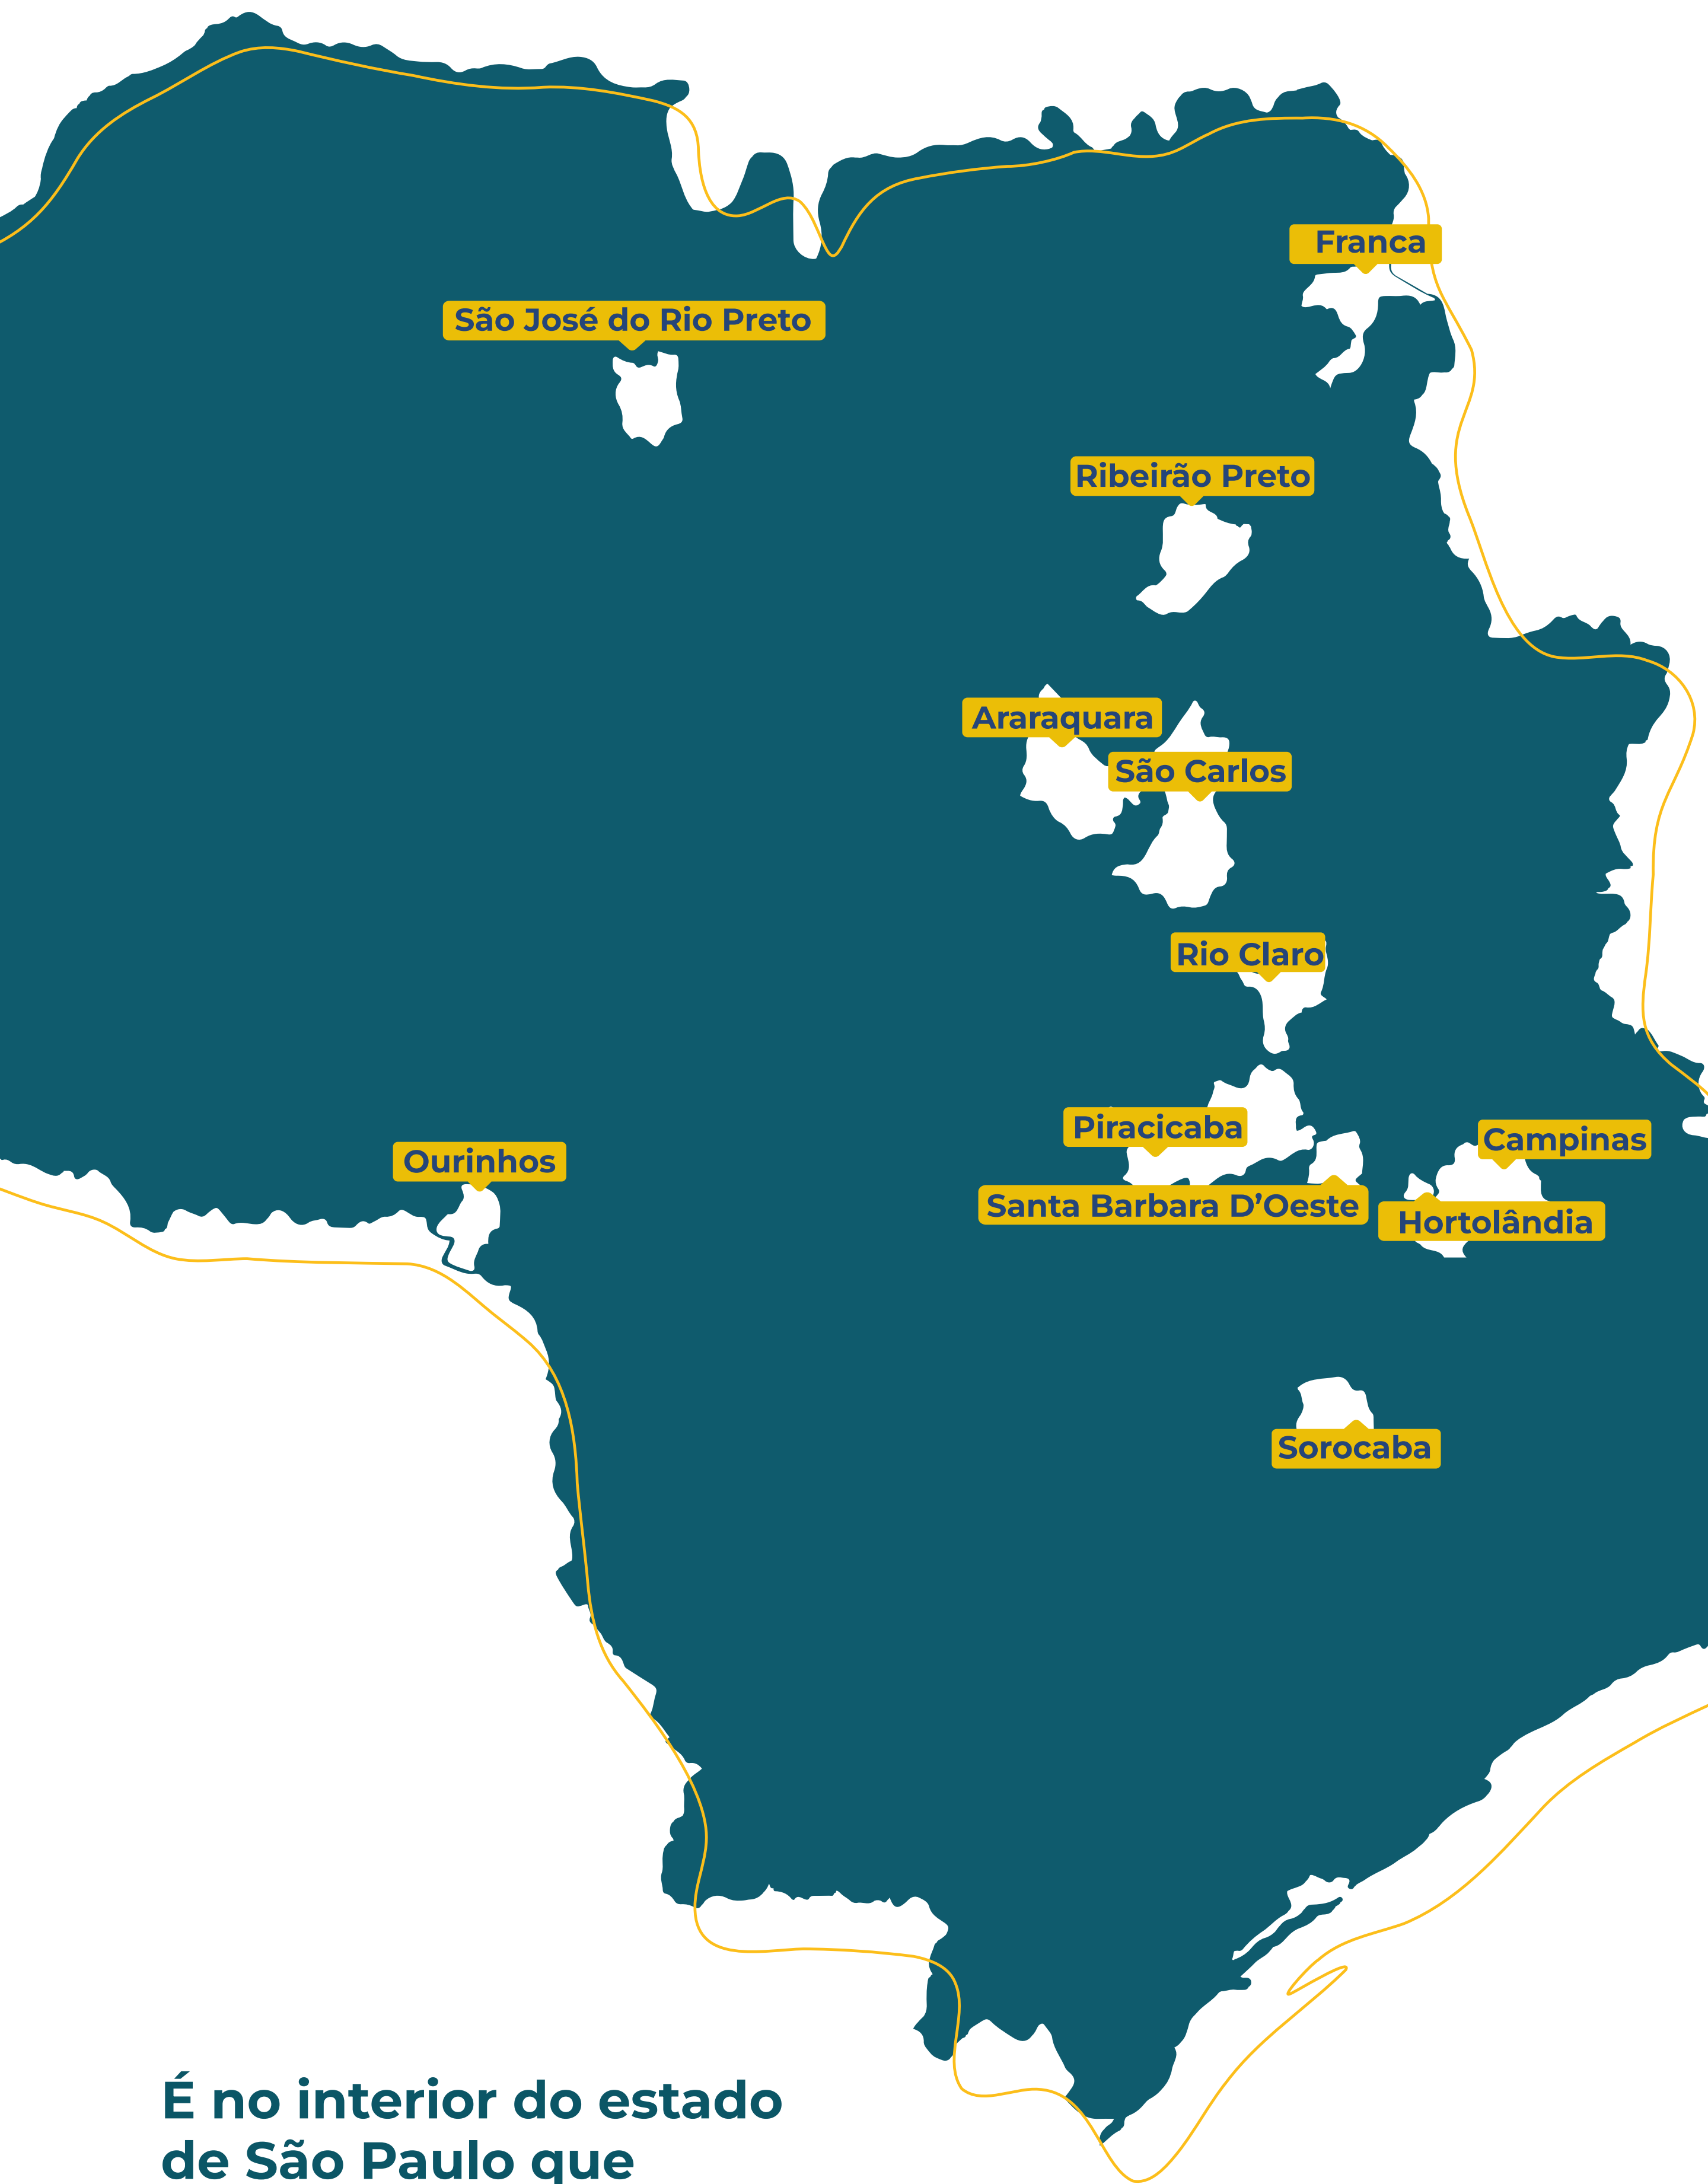 Franca
São José do Rio Preto
Ribeirão Preto
Araraquara
São Carlos
Rio Claro
Piracicaba
Campinas
Ourinhos
Santa Barbara D'Oeste
Hortolândia
Sorocaba
É no interior do estado
de São Paulo que